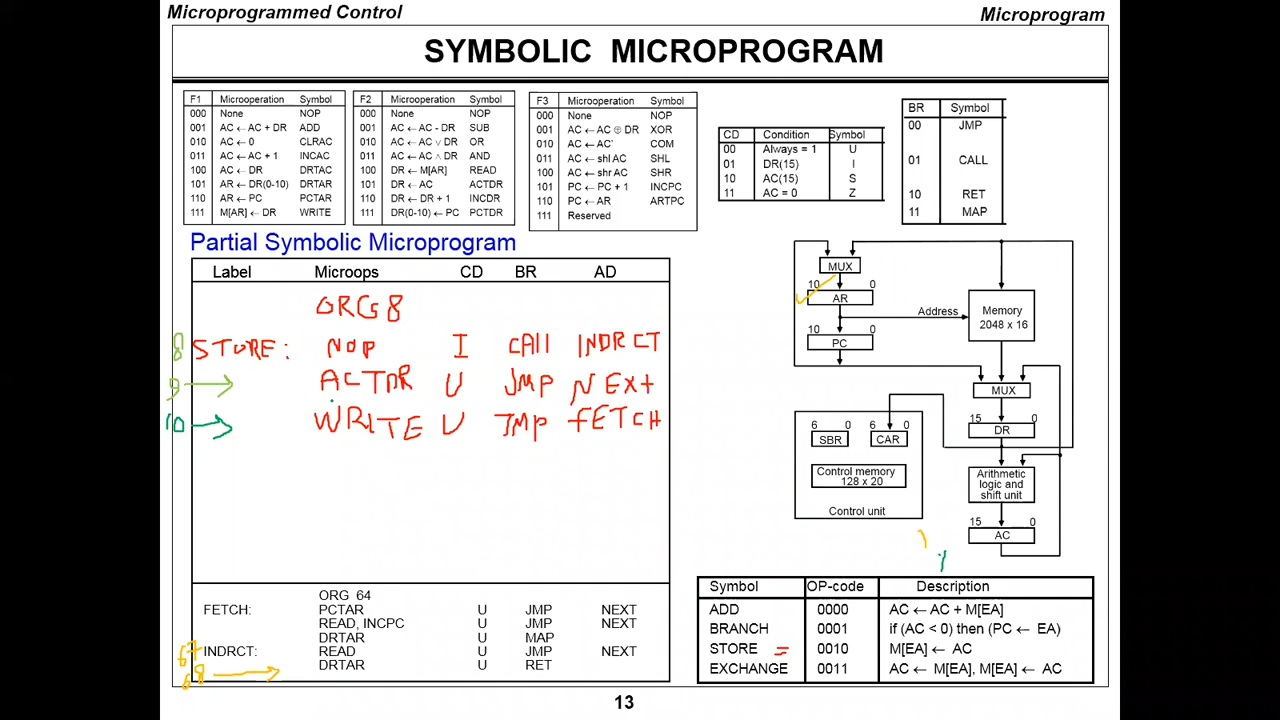 Microprogrammed Control
Microprogram
SYMBOLIC MICROPROGRAM
F1 Microoperation Symbol
000 None NOP
001 AC ← AC + DR ADD
010 AC ← 0 CLRAC
011 AC ← AC + 1 INCAC
100 AC ← DR DRTAC
101 AR ← DR(0-10) DRTAR
110 AR ← PC PCTAR
111 M[AR] ← DR WRITE
F2 Microoperation Symbol
000 None NOP
001 AC ← AC - DR SUB
010 AC ← AC ∨ DR OR
011 AC ← AC ∧ DR AND
100 DR ← M[AR] READ
101 DR ← AC ACTDR
110 DR ← DR + 1 INCDR
111 DR(0-10) ← PC PCTDR
F3 Microoperation Symbol
000 None NOP
001 AC ← AC ⊕ DR XOR
010 AC ← AC' COM
011 AC ← shl AC SHL
100 AC ← shr AC SHR
101 PC ← PC + 1 INCPC
110 PC ← AR ARTPC
111 Reserved
CD Condition Symbol
00 Always = 1 U
01 DR(15) I
10 AC(15) S
11 AC = 0 Z
BR Symbol
00 JMP
01 CALL
10 RET
11 MAP
Partial Symbolic Microprogram
Label Microops CD BR AD
ORG 8
8 STORE: NOP I CAll INDRCT
9 ACTDR U JMP NExt
10 WRITE U JMP fETCH
ORG 64
FETCH: PCTAR U JMP NEXT
READ, INCPC U JMP NEXT
DRTAR U MAP
67 INDRCT: READ U JMP NEXT
68 DRTAR U RET
MUX
10 0
AR
Address
Memory
2048 x 16
10 0
PC
MUX
15 0
DR
6 0 6 0
SBR CAR
Control memory
128 x 20
Control unit
Arithmetic
logic and
shift unit
15 0
AC
Symbol OP-code Description
ADD 0000 AC ← AC + M[EA]
BRANCH 0001 if (AC < 0) then (PC ← EA)
STORE = 0010 M[EA] ← AC
EXCHANGE 0011 AC ← M[EA], M[EA] ← AC
13